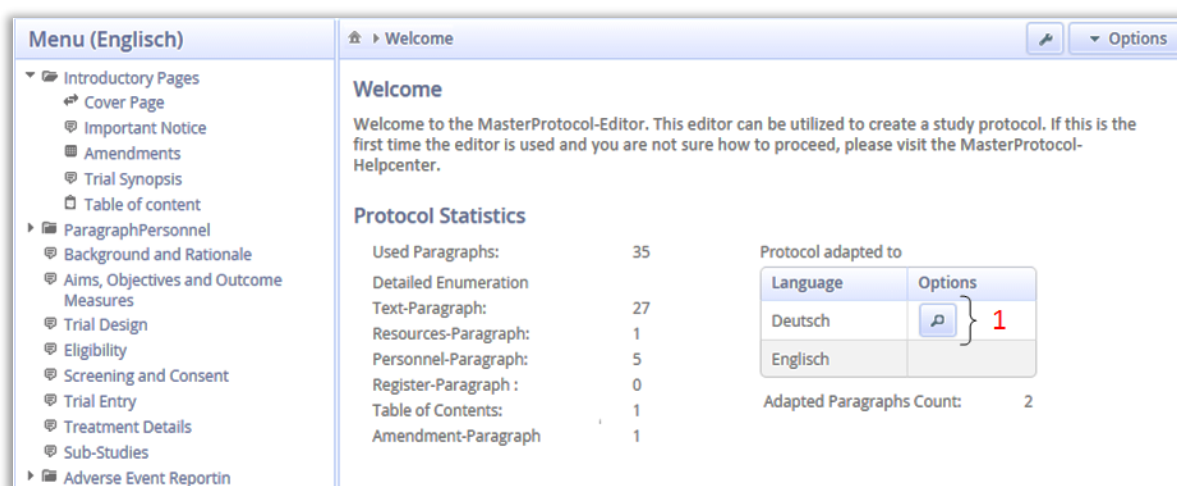 Menu (Englisch)
Introductory Pages
Cover Page
Important Notice
Amendments
Trial Synopsis
Table of content
ParagraphPersonnel
Background and Rationale
Aims, Objectives and Outcome
Measures
Trial Design
Eligibility
Screening and Consent
Trial Entry
Treatment Details
Sub-Studies
Adverse Event Reportin
Welcome
Options
Welcome
Welcome to the MasterProtocol-Editor. This editor can be utilized to create a study protocol. If this is the
first time the editor is used and you are not sure how to proceed, please visit the MasterProtocol-
Helpcenter.
Protocol Statistics
Used Paragraphs: 35
Detailed Enumeration
Text-Paragraph: 27
Resources-Paragraph: 1
Personnel-Paragraph: 5
Register-Paragraph : 0
Table of Contents: 1
Amendment-Paragraph 1
Protocol adapted to
Language Options
Deutsch 1
Englisch
Adapted Paragraphs Count: 2